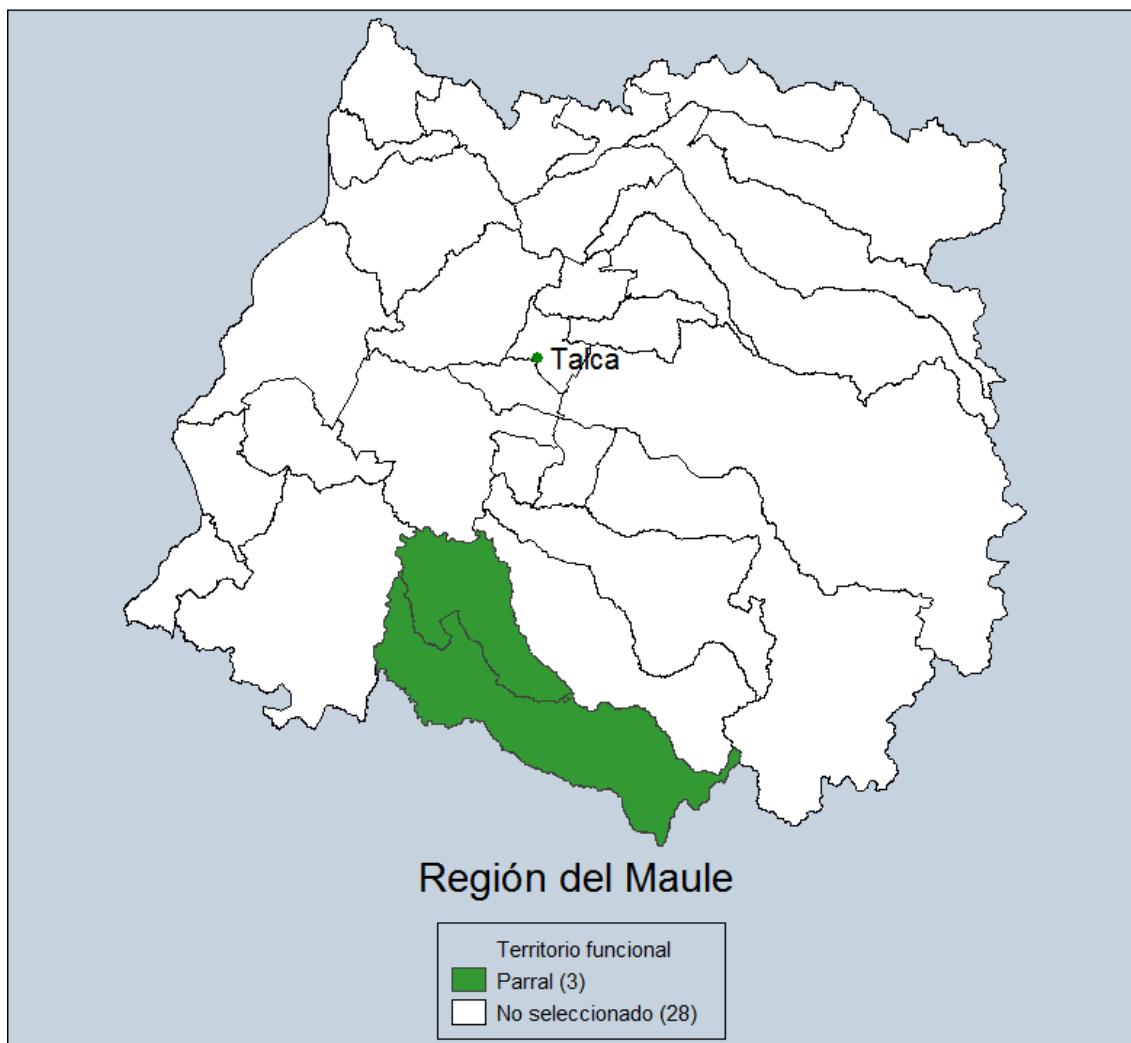 Talca
Región del Maule
Territorio funcional
Parral (3)
No seleccionado (28)